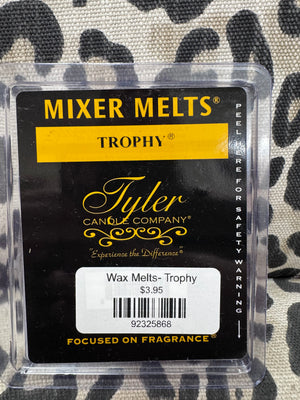 MIXER MELTS®
TROPHY®
Tyler
CANDLE COMPANY®
"Experience the Difference"®
Wax Melts- Trophy
$3.95
92325868
FOCUSED ON FRAGRANCE®
PEEL HERE FOR SAFETY WARNING